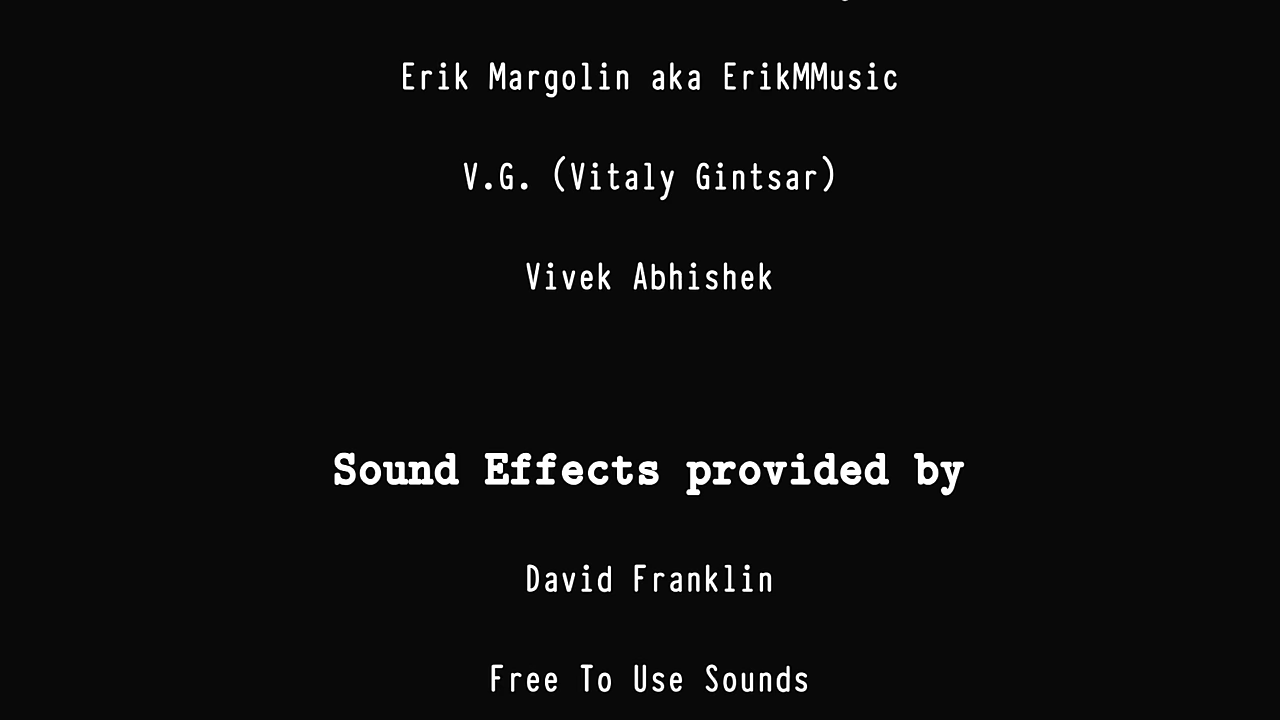 Erik Margolin aka ErikMMusic
V.G. (Vitaly Gintsar)
Vivek Abhishek
Sound Effects provided by
David Franklin
Free To Use Sounds